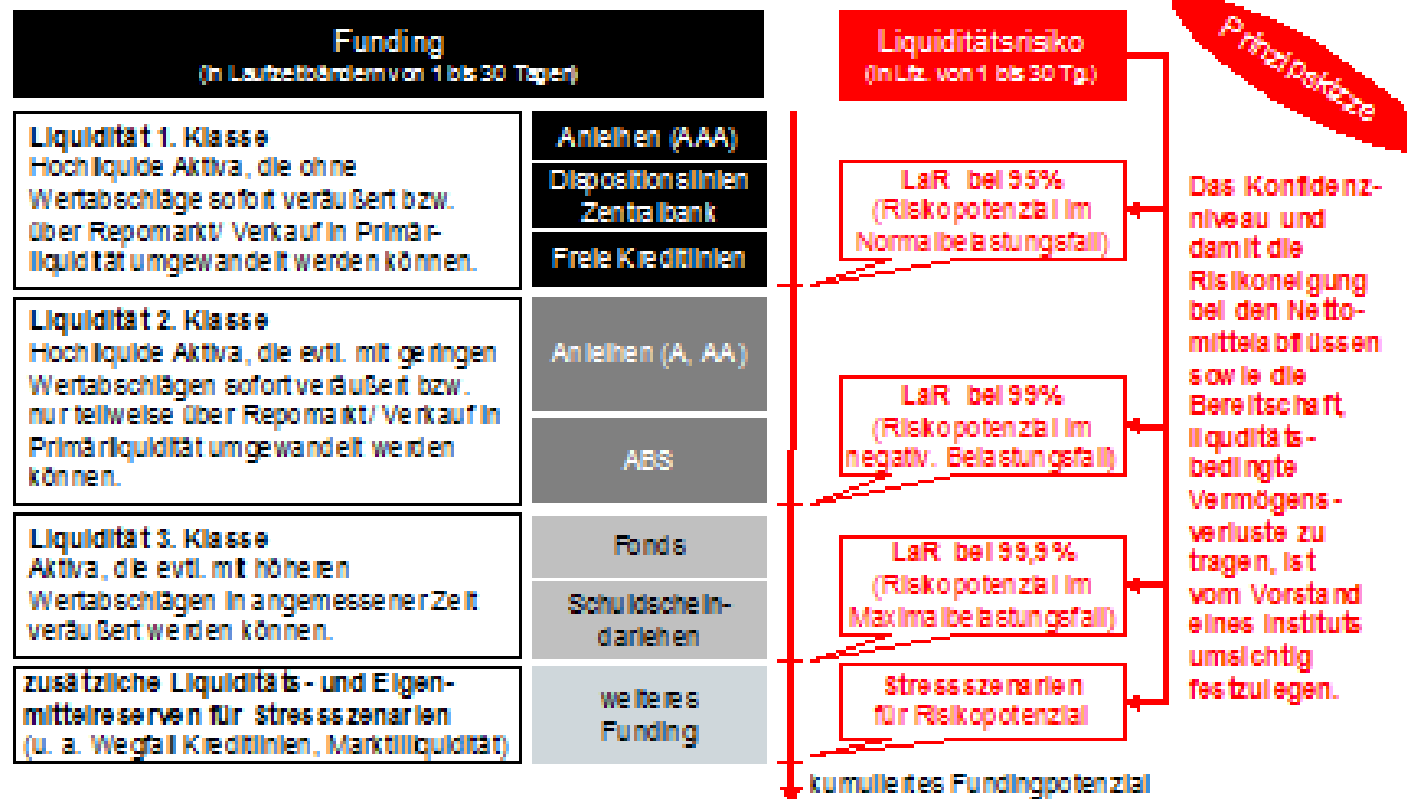 Funding
(in Laufzeitbändern von 1 bis 30 Tagen)
Liquidität 1. Klasse
Hochliquide Aktiva, die ohne
Wertabschläge sofort veräußert bzw.
über Repomarkt/ Verkauf in Primär-
liquidität umgewandelt werden können.
Anleihen (AAA)
Dispositionslinien
Zentralbank
Freie Kreditlinien
Liquidität 2. Klasse
Hochliquide Aktiva, die evtl. mit geringen
Wertabschlägen sofort veräußert bzw.
nur teilweise über Repomarkt/ Verkauf in
Primärliquidität umgewandelt werden
können.
Anleihen (A, AA)
ABS
Liquidität 3. Klasse
Aktiva, die evtl. mit höheren
Wertabschlägen in angemessener Zeit
veräußert werden können.
Fonds
Schuldschein-
darlehen
zusätzliche Liquiditäts- und Eigen-
mittelreserven für Stressszenarien
(u. a. Wegfall Kreditlinien, Marktilliquidität)
weiteres
Funding
Liquiditätsrisiko
(in Lfz. von 1 bis 30 Tg.)
LaR bei 95%
(Risikopotenzial im
Normalbelastungsfall)
LaR bei 99%
(Risikopotenzial im
negativ. Belastungsfall)
LaR bei 99,9%
(Risikopotenzial im
Maximalbelastungsfall)
Stressszenarien
für Risikopotenzial
kumuliertes Fundingpotenzial
Prinzipskizze
Das Konfidenz-
niveau und
damit die
Risikoneigung
bei den Netto-
mittelabflüssen
sowie die
Bereitschaft,
liquditäts-
bedingte
Vermögens-
verluste zu
tragen, ist
vom Vorstand
eines Instituts
umsichtig
festzulegen.